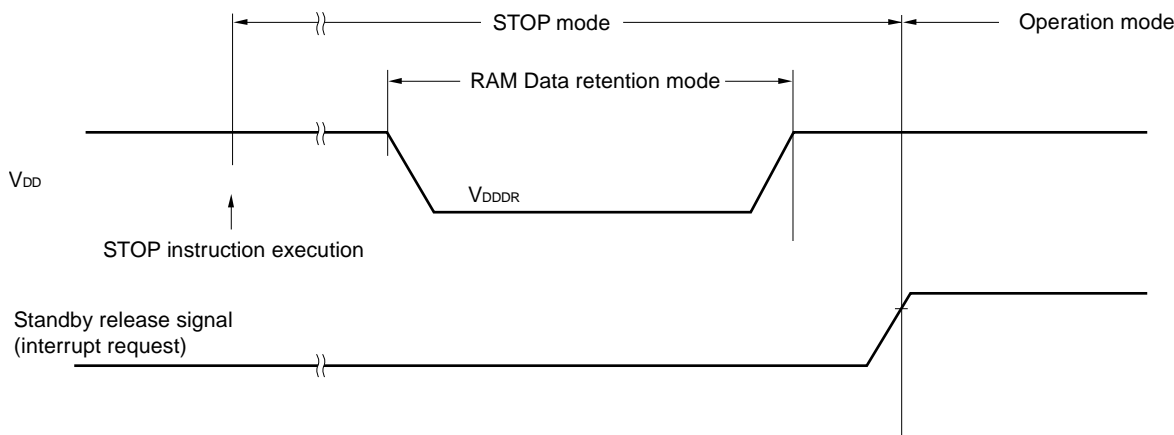 STOP mode
Operation mode
RAM Data retention mode
VDD
VDDDR
STOP instruction execution
Standby release signal
(interrupt request)